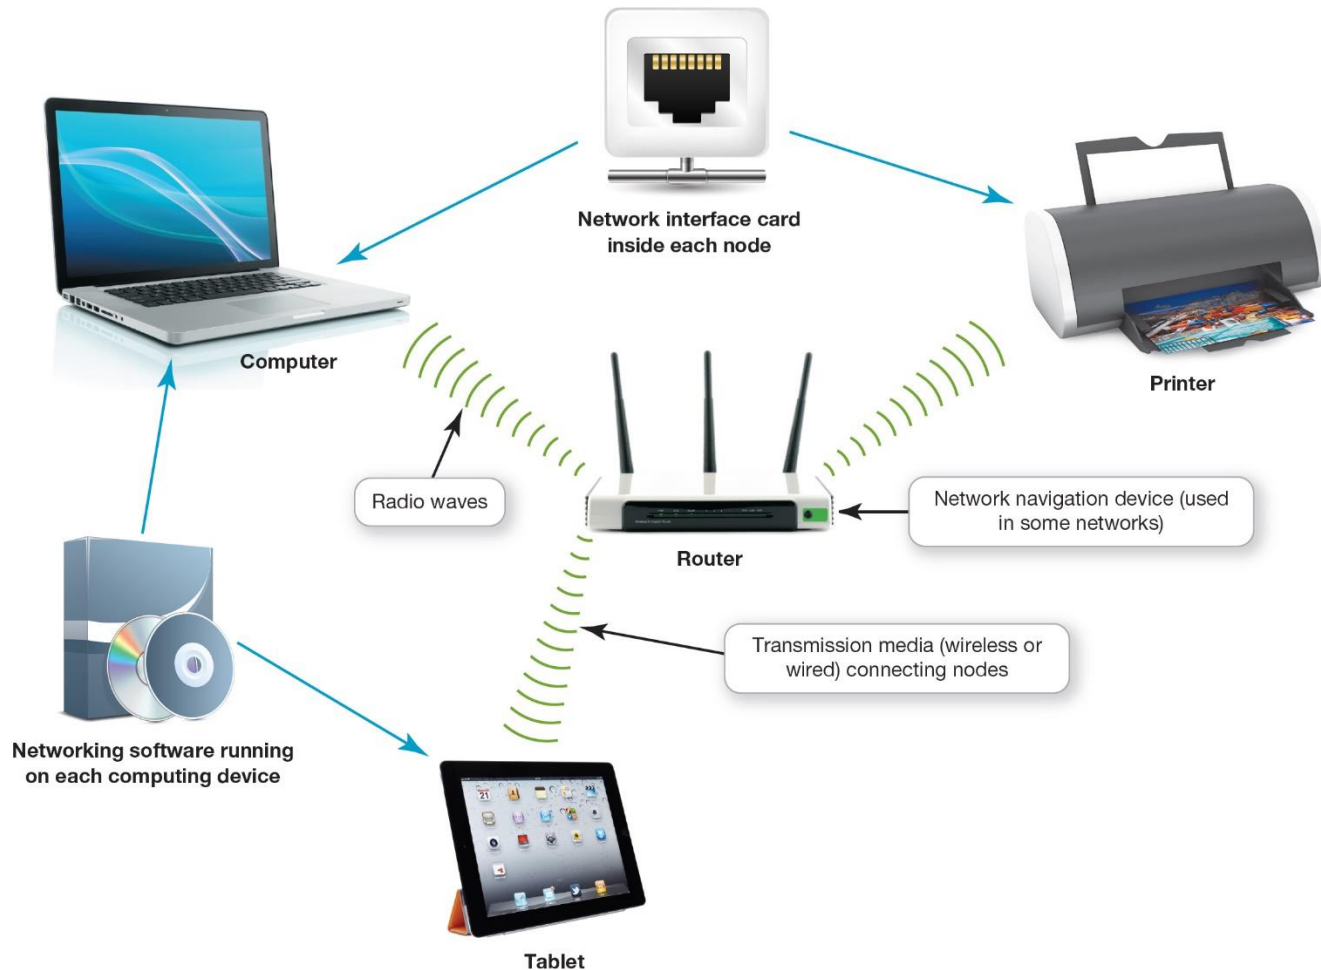 Network interface card
inside each node
Computer
Printer
Radio waves
Network navigation device (used
in some networks)
Router
Transmission media (wireless or
wired) connecting nodes
Networking software running
on each computing device
21
Tablet